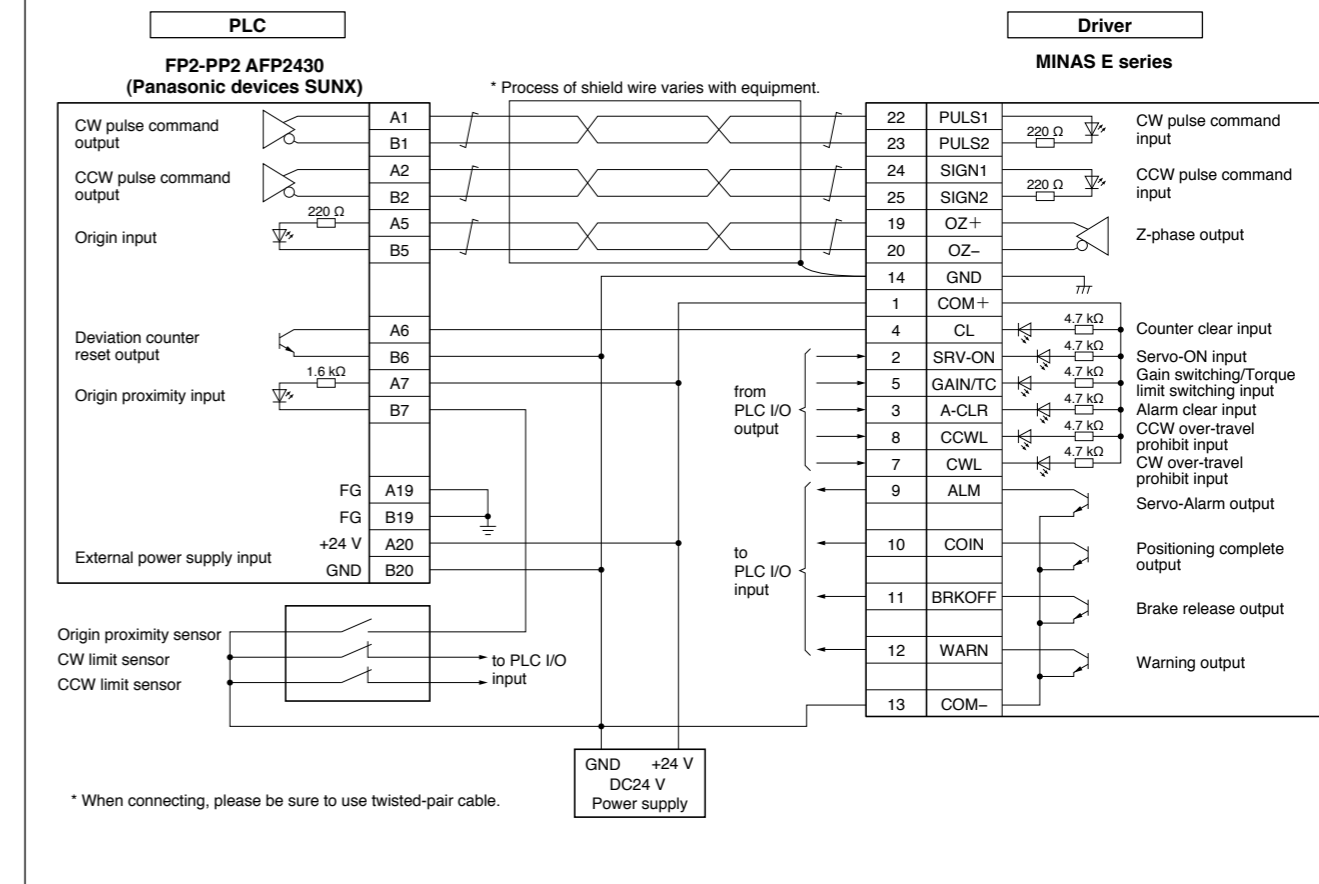 PLC
Driver
FP2-PP2 AFP2430
(Panasonic devices SUNX)
MINAS E series
* Process of shield wire varies with equipment.
CW pulse command
output
A1
B1
22 PULS1
23 PULS2
220 Ω
CW pulse command
input
CCW pulse command
output
A2
B2
24 SIGN1
25 SIGN2
220 Ω
CCW pulse command
input
Origin input
220 Ω
A5
B5
19 OZ+
20 OZ−
Z-phase output
14 GND
1 COM+
Deviation counter
reset output
A6
B6
4 CL 4.7 kΩ Counter clear input
2 SRV-ON 4.7 kΩ Servo-ON input
Origin proximity input
1.6 kΩ
A7
B7
from
PLC I/O
output
5 GAIN/TC 4.7 kΩ Gain switching/Torque
limit switching input
3 A-CLR 4.7 kΩ Alarm clear input
8 CCWL 4.7 kΩ CCW over-travel
prohibit input
7 CWL 4.7 kΩ CW over-travel
prohibit input
FG A19
FG B19
+24 V A20
External power supply input
GND B20
to
PLC I/O
input
9 ALM Servo-Alarm output
10 COIN Positioning complete
output
11 BRKOFF Brake release output
12 WARN Warning output
13 COM−
Origin proximity sensor
CW limit sensor
CCW limit sensor
to PLC I/O
input
GND +24 V
DC24 V
Power supply
* When connecting, please be sure to use twisted-pair cable.